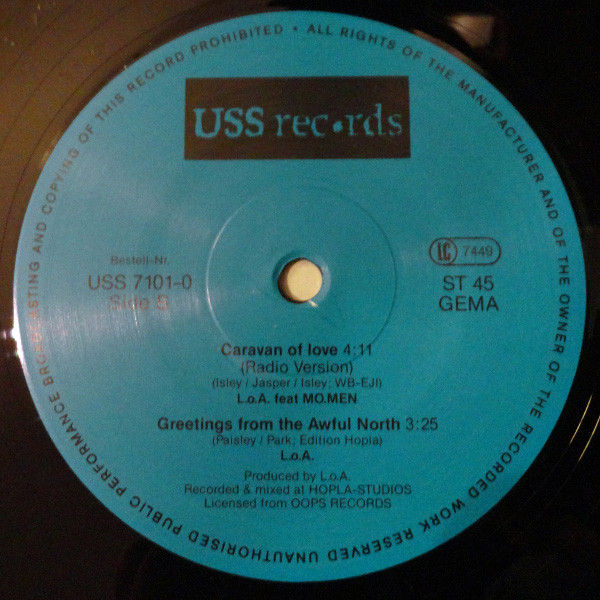 ALL RIGHTS OF THE MANUFACTURER AND OF THE OWNER OF THE RECORDED WORK RESERVED UNAUTHORISED PUBLIC PERFORMANCE BROADCASTING AND COPYING OF THIS RECORD PROHIBITED •
USS rec•rds
Bestell-Nr.
USS 7101-0
Side B
LC 7449
ST 45
GEMA
Caravan of love 4:11
(Radio Version)
(Isley / Jasper / Isley; WB-EJI)
L.o.A. feat MO.MEN
Greetings from the Awful North 3:25
(Paisley / Park; Edition Hopla)
L.o.A.
Produced by L.o.A.
Recorded & mixed at HOPLA-STUDIOS
Licensed from OOPS RECORDS